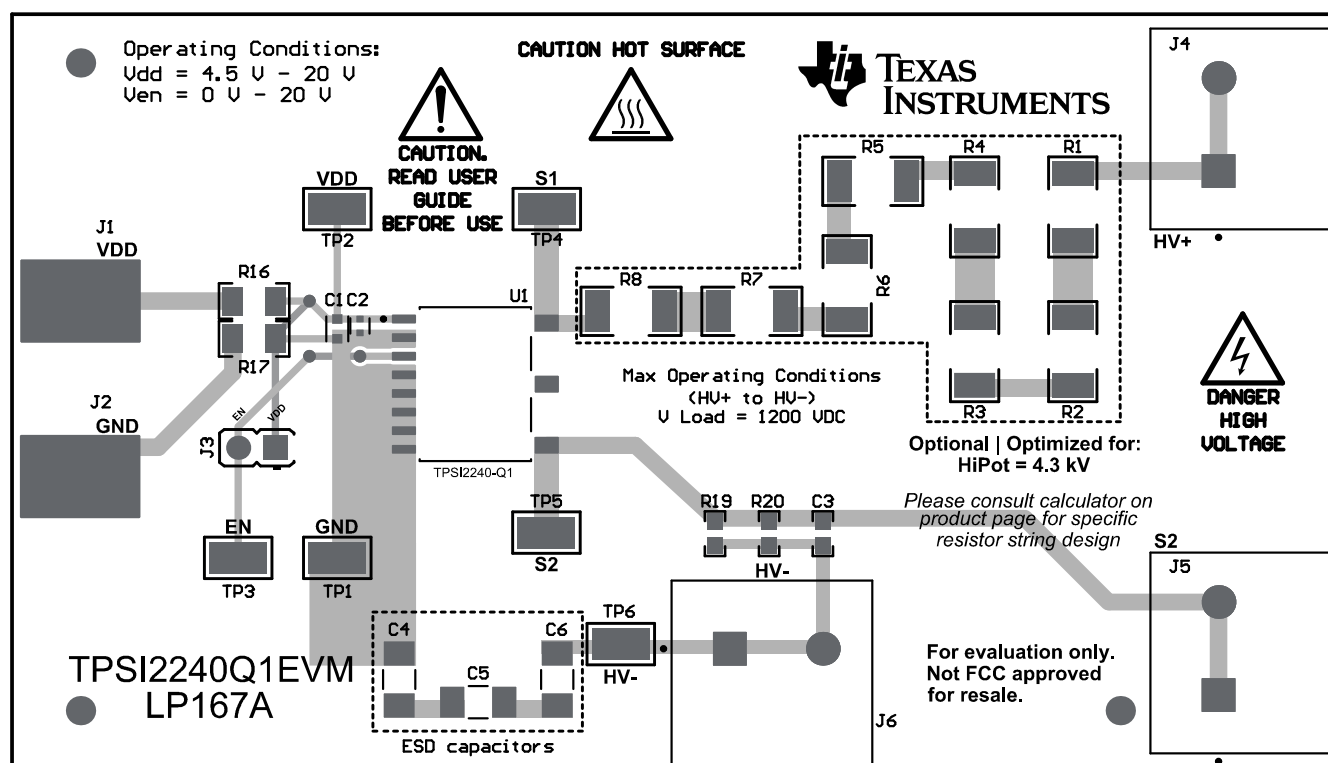 Operating Conditions:
Vdd = 4.5 V - 20 V
Ven = 0 V - 20 V
CAUTION HOT SURFACE
TEXAS
INSTRUMENTS
J4
HV+
CAUTION.
READ USER
GUIDE
BEFORE USE
VDD
TP2
S1
TP4
R5
R4
R1
J1
VDD
R16
R17
C1
C2
U1
R8
R7
R6
R3
R2
J2
GND
EN
VDD
J3
TPSI2240-Q1
Max Operating Conditions
(HV+ to HV-)
V Load = 1200 VDC
DANGER
HIGH
VOLTAGE
Optional | Optimized for:
HiPot = 4.3 kV
Please consult calculator on
product page for specific
resistor string design
EN
TP3
GND
TP1
TP5
S2
R19
R20
C3
HV-
S2
J5
C4
C5
C6
TP6
HV-
J6
ESD capacitors
TPSI2240Q1EVM
LP167A
For evaluation only.
Not FCC approved
for resale.